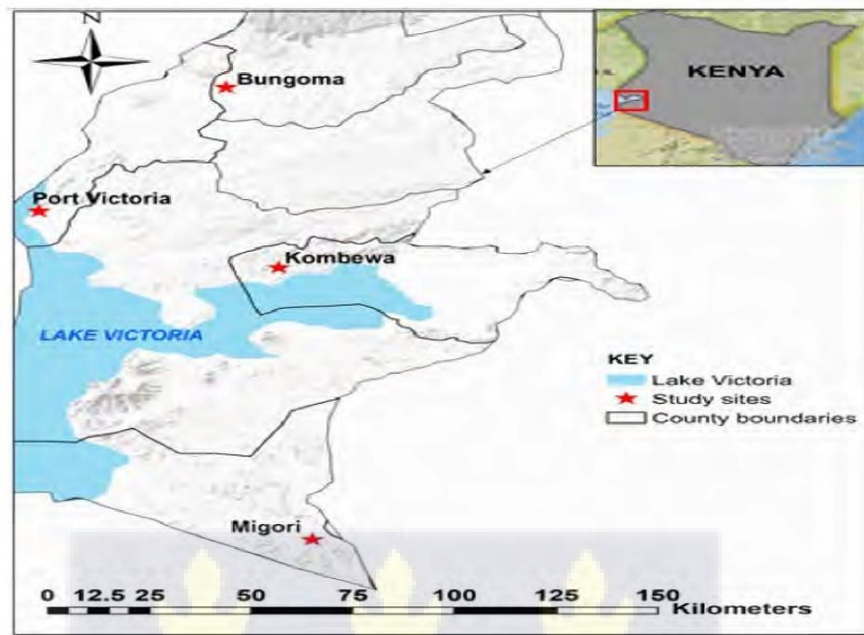 N
Bungoma
KENYA
Port Victoria
Kombewa
LAKE VICTORIA
KEY
Lake Victoria
Study sites
County boundaries
Migori
0 12.5 25 50 75 100 125 150
Kilometers